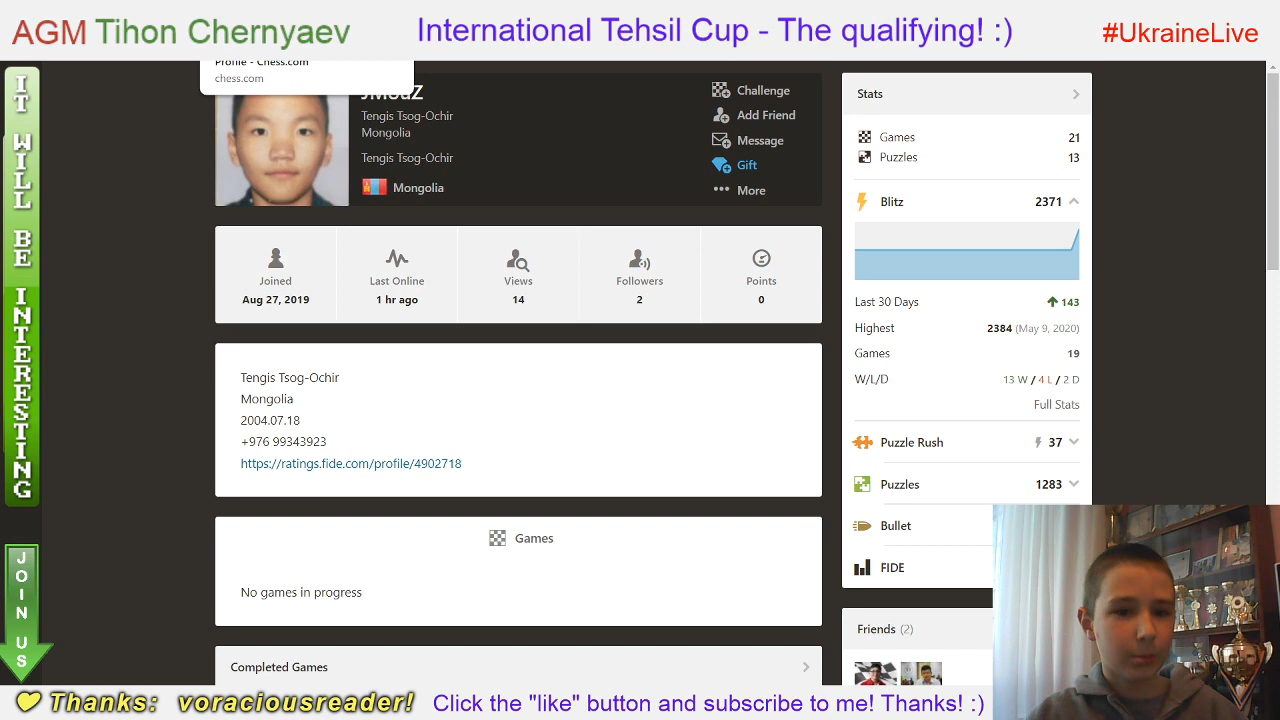 AGM Tihon Chernyaev
International Tehsil Cup - The qualifying! :)
#UkraineLive
IT WILL BE INTERESTING
JOIN US
Profile - Chess.com
chess.com
JModZ
Tengis Tsog-Ochir
Mongolia
Tengis Tsog-Ochir
Mongolia
Challenge
Add Friend
Message
Gift
More
Joined
Aug 27, 2019
Last Online
1 hr ago
Views
14
Followers
2
Points
0
Tengis Tsog-Ochir
Mongolia
2004.07.18
+976 99343923
https://ratings.fide.com/profile/4902718
Games
No games in progress
Completed Games
Stats
Games 21
Puzzles 13
Blitz 2371
Last 30 Days 143
Highest 2384 (May 9, 2020)
Games 19
W/L/D 13 W / 4 L / 2 D
Full Stats
Puzzle Rush 37
Puzzles 1283
Bullet
FIDE
Friends (2)
Thanks: voraciousreader!
Click the "like" button and subscribe to me! Thanks! :)